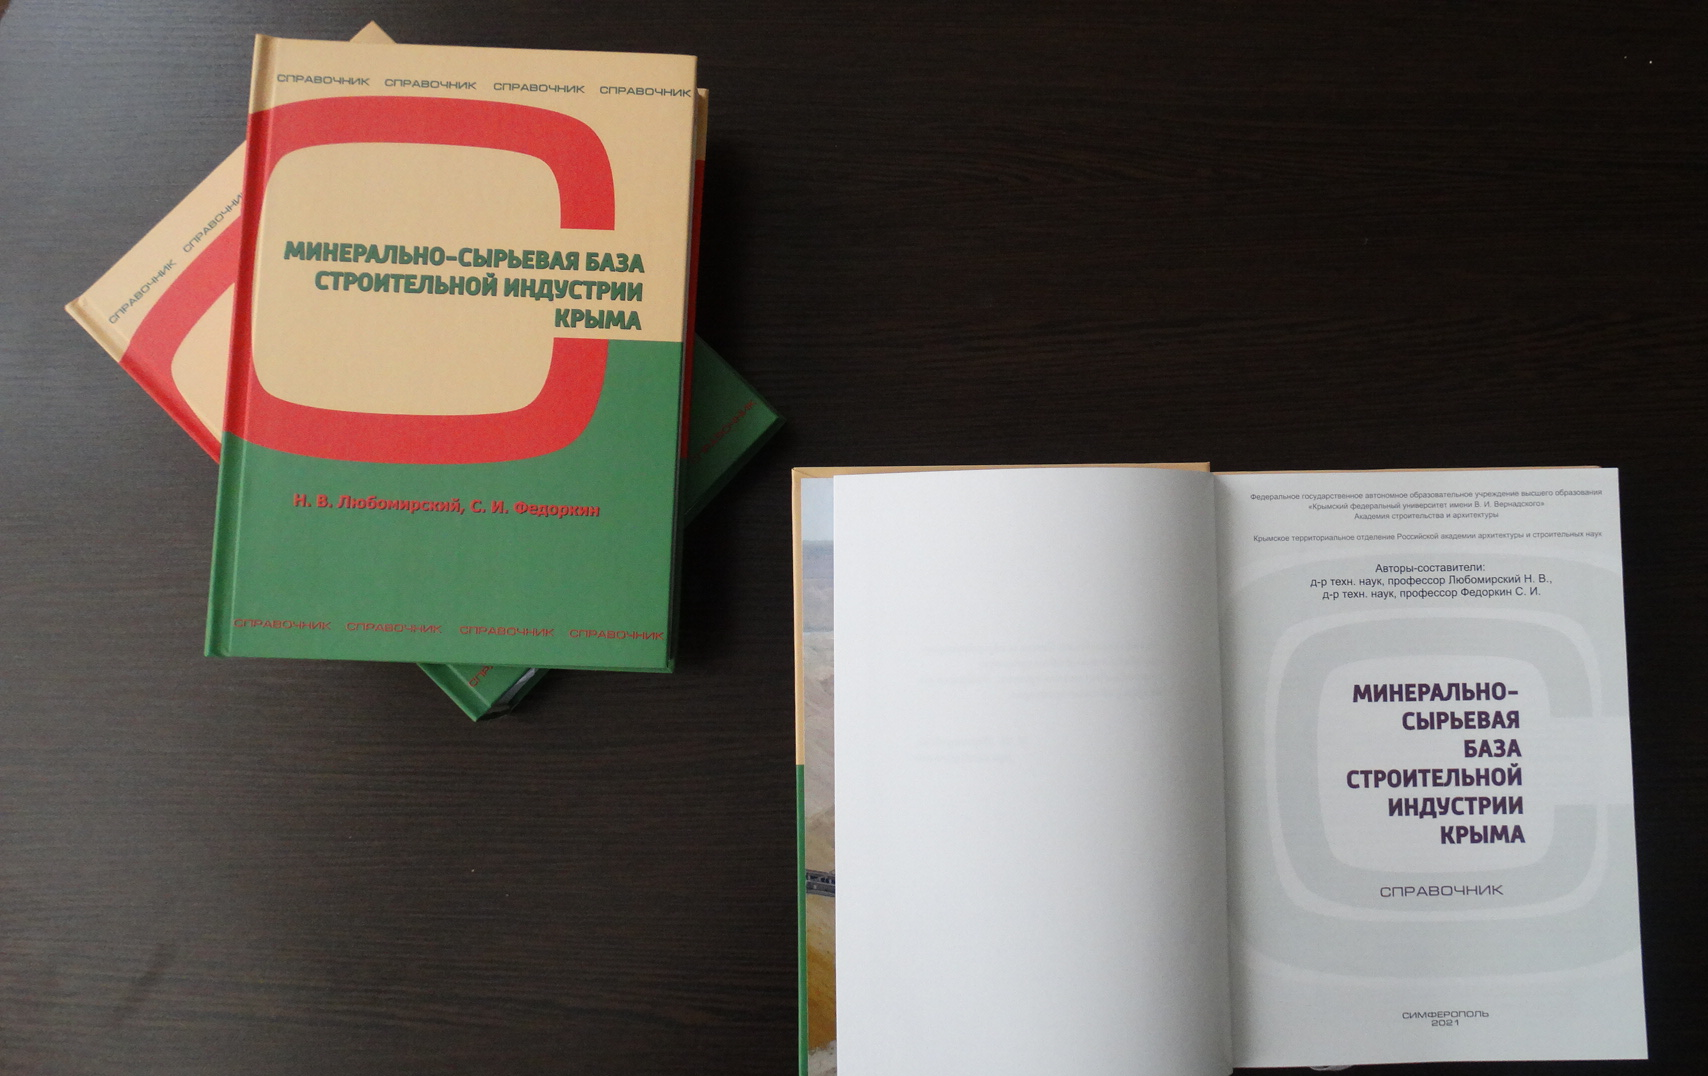 СПРАВОЧНИК СПРАВОЧНИК СПРАВОЧНИК СПРАВОЧНИК
МИНЕРАЛЬНО-СЫРЬЕВАЯ БАЗА
СТРОИТЕЛЬНОЙ ИНДУСТРИИ
КРЫМА
Н. В. Любомирский, С. И. Федоркин
СПРАВОЧНИК СПРАВОЧНИК СПРАВОЧНИК СПРАВОЧНИК
СПРАВОЧНИК СПРАВОЧНИК
Федеральное государственное автономное образовательное учреждение высшего образования
«Крымский федеральный университет имени В. И. Вернадского»
Академия строительства и архитектуры
Крымское территориальное отделение Российской академии архитектуры и строительных наук
Авторы-составители:
д-р техн. наук, профессор Любомирский Н. В.,
д-р техн. наук, профессор Федоркин С. И.
МИНЕРАЛЬНО-
СЫРЬЕВАЯ
БАЗА
СТРОИТЕЛЬНОЙ
ИНДУСТРИИ
КРЫМА
СПРАВОЧНИК
СИМФЕРОПОЛЬ
2021